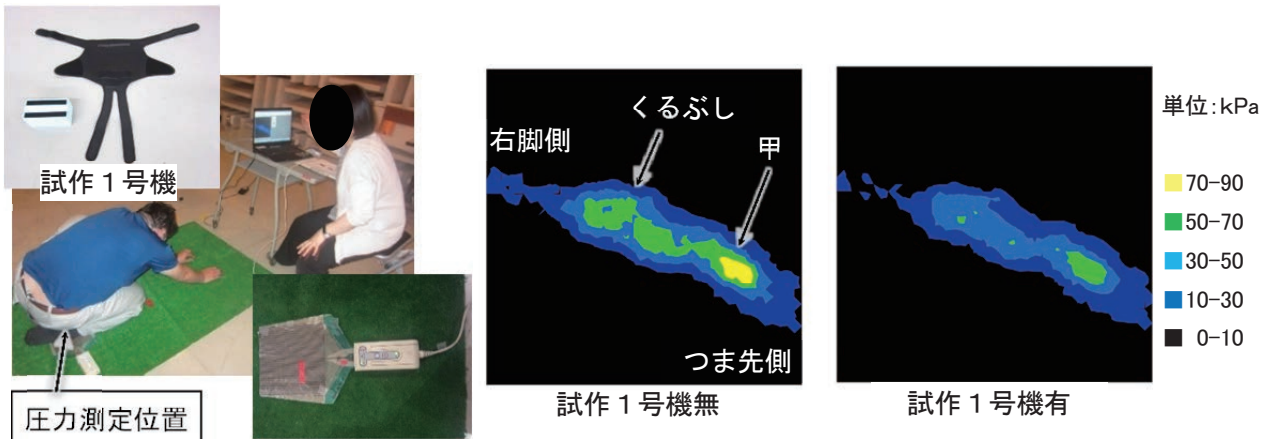 試作１号機
圧力測定位置
右脚側
くるぶし
甲
つま先側
試作１号機無
試作１号機有
単位:kPa
70−90
50−70
30−50
10−30
0−10